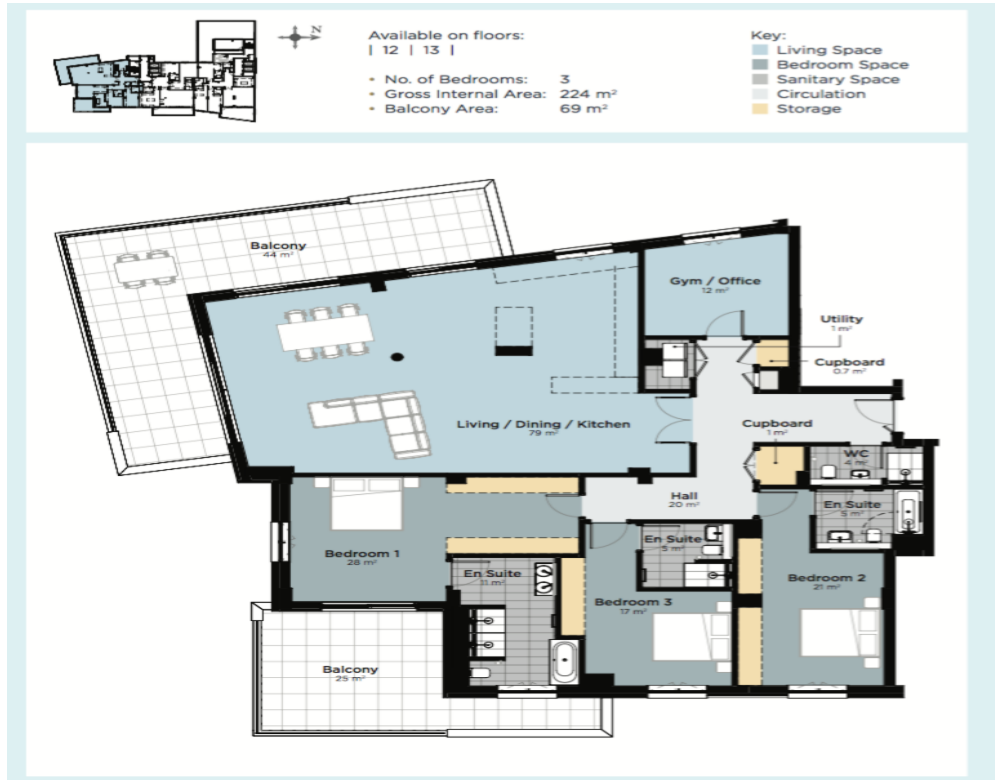 N
Available on floors:
| 12 | 13 |
• No. of Bedrooms: 3
• Gross Internal Area: 224 m²
• Balcony Area: 69 m²
Key:
Living Space
Bedroom Space
Sanitary Space
Circulation
Storage
Balcony
44 m²
Gym / Office
12 m²
Utility
1 m²
Cupboard
0.7 m²
Living / Dining / Kitchen
79 m²
Cupboard
1 m²
WC
4 m²
Hall
20 m²
En Suite
5 m²
En Suite
5 m²
Bedroom 1
28 m²
En Suite
11 m²
Bedroom 2
21 m²
Bedroom 3
17 m²
Balcony
25 m²